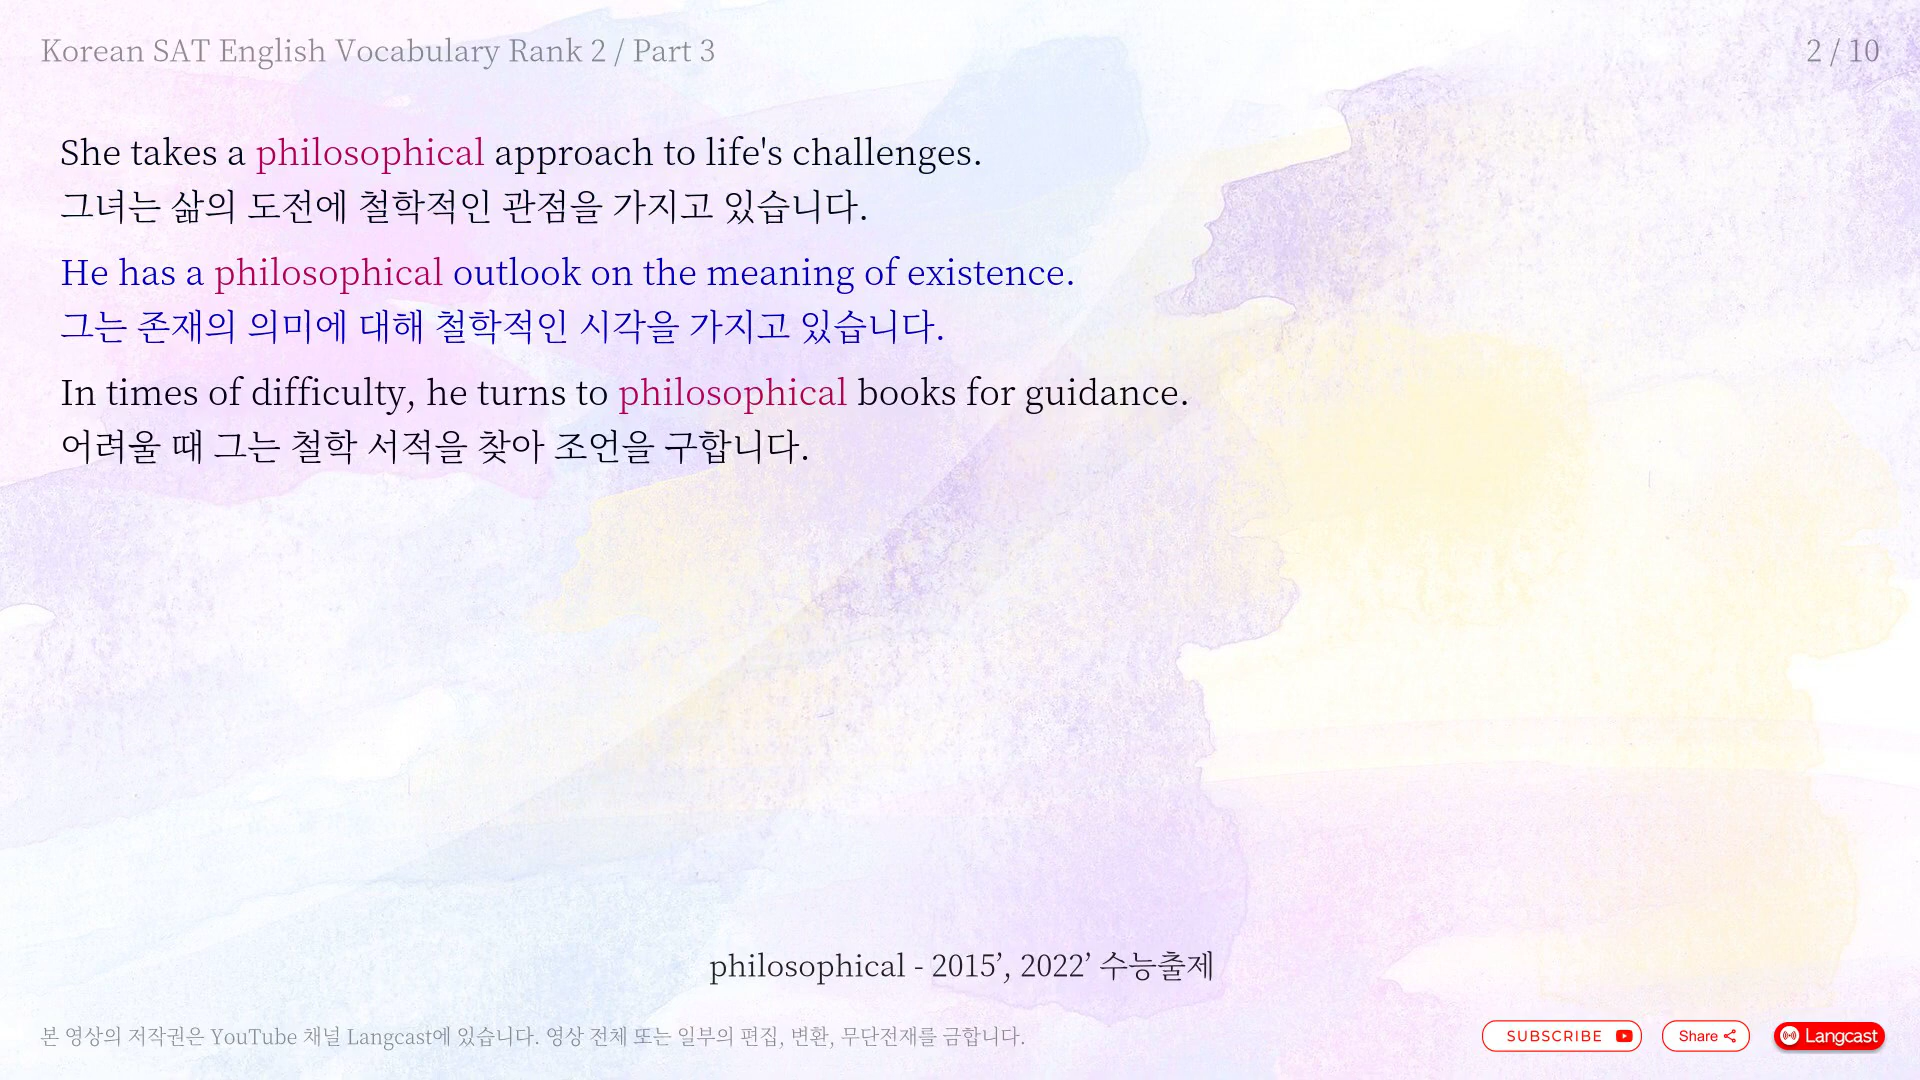 Korean SAT English Vocabulary Rank 2 / Part 3
2 / 10
She takes a philosophical approach to life's challenges.
그녀는 삶의 도전에 철학적인 관점을 가지고 있습니다.
He has a philosophical outlook on the meaning of existence.
그는 존재의 의미에 대해 철학적인 시각을 가지고 있습니다.
In times of difficulty, he turns to philosophical books for guidance.
어려울 때 그는 철학 서적을 찾아 조언을 구합니다.
philosophical - 2015’, 2022’ 수능출제
본 영상의 저작권은 YouTube 채널 Langcast에 있습니다. 영상 전체 또는 일부의 편집, 변환, 무단전재를 금합니다.
SUBSCRIBE
Share
Langcast